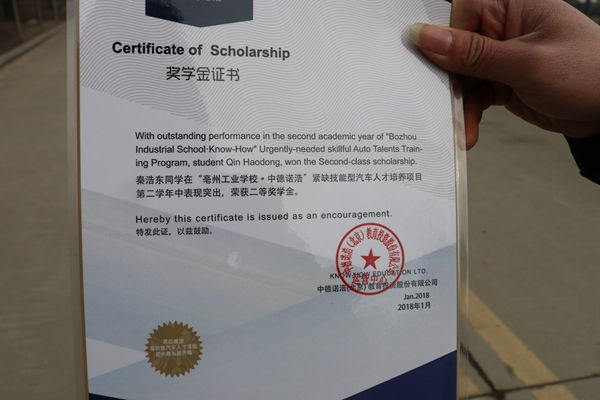 Certificate of Scholarship
奖学金证书
With outstanding performance in the second academic year of "Bozhou
Industrial School·Know-How" Urgently-needed skillful Auto Talents Train-
ing Program, student Qin Haodong, won the Second-class scholarship.
秦浩东同学在“亳州工业学校·中德诺浩”紧缺技能型汽车人才培养项目
第二学年中表现突出，荣获二等奖学金。
Hereby this certificate is issued as an encouragement.
特发此证，以兹鼓励。
KNOW-HOW EDUCATION LTD.
中德诺浩(北京)教育投资股份有限公司
Jan.2018
2018年1月